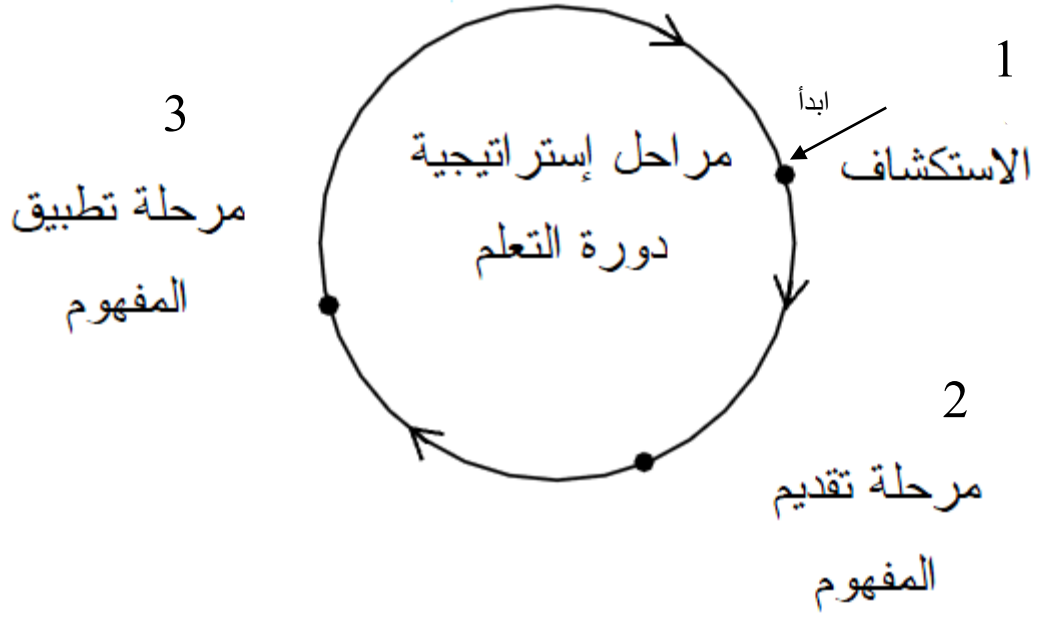 مراحل إستراتيجية
دورة التعلم
ابدأ
1
الاستكشاف
2
مرحلة تقديم
المفهوم
3
مرحلة تطبيق
المفهوم